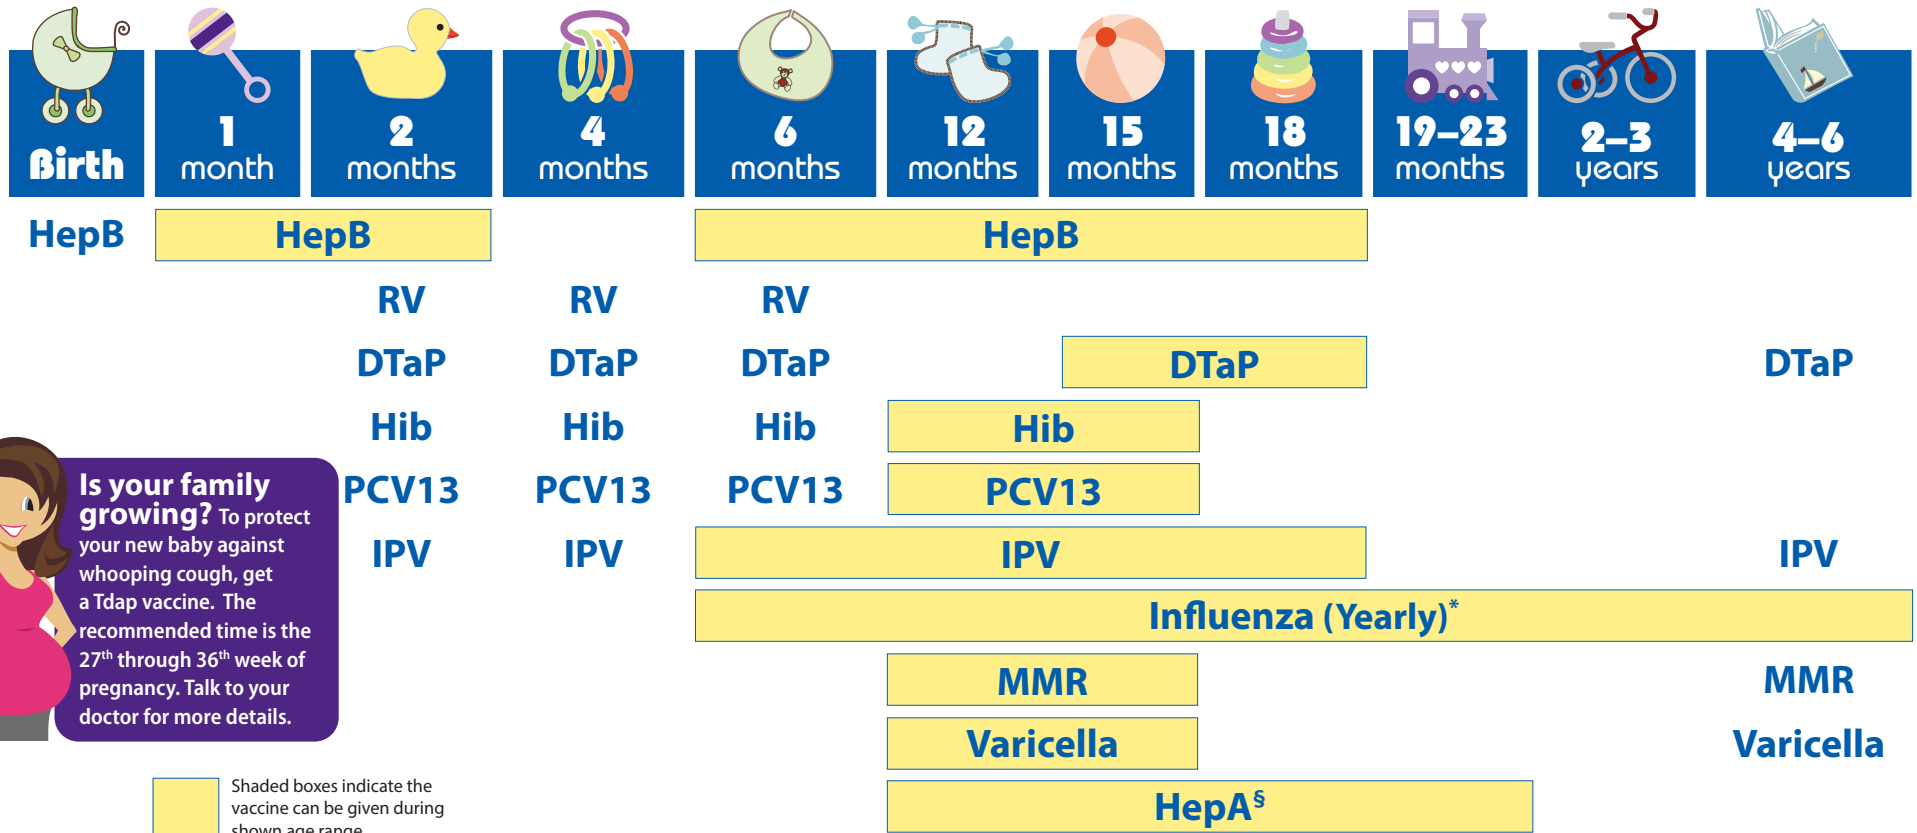 Birth
1 month
2 months
4 months
6 months
12 months
15 months
18 months
19–23 months
2–3 years
4–6 years
HepB HepB HepB
RV RV RV
DTaP DTaP DTaP DTaP DTaP
Hib Hib Hib Hib
PCV13 PCV13 PCV13 PCV13
IPV IPV IPV IPV
Influenza (Yearly)*
MMR MMR
Varicella Varicella
HepA§
Is your family
growing? To protect
your new baby against
whooping cough, get
a Tdap vaccine. The
recommended time is the
27th through 36th week of
pregnancy. Talk to your
doctor for more details.
Shaded boxes indicate the
vaccine can be given during
shown age range.